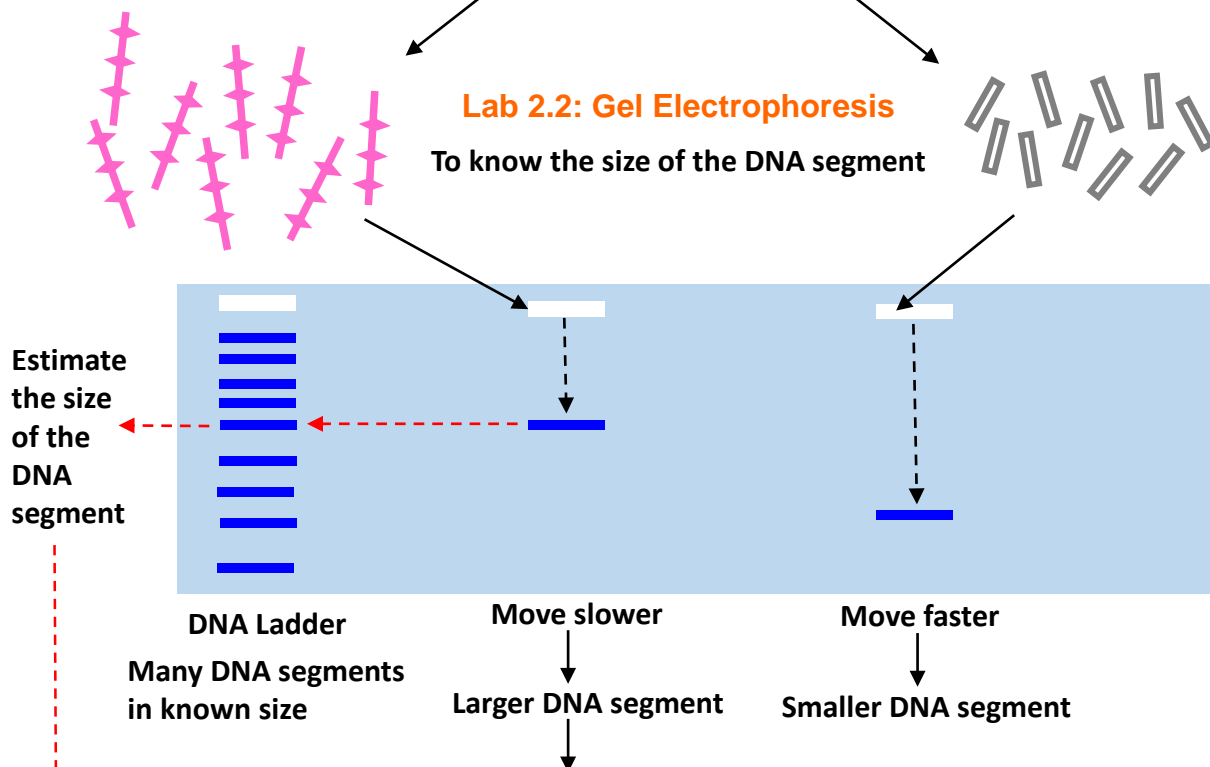 Lab 2.2: Gel Electrophoresis
To know the size of the DNA segment
Estimate
the size
of the
DNA
segment
DNA Ladder
Many DNA segments
in known size
Move slower
Larger DNA segment
Move faster
Smaller DNA segment